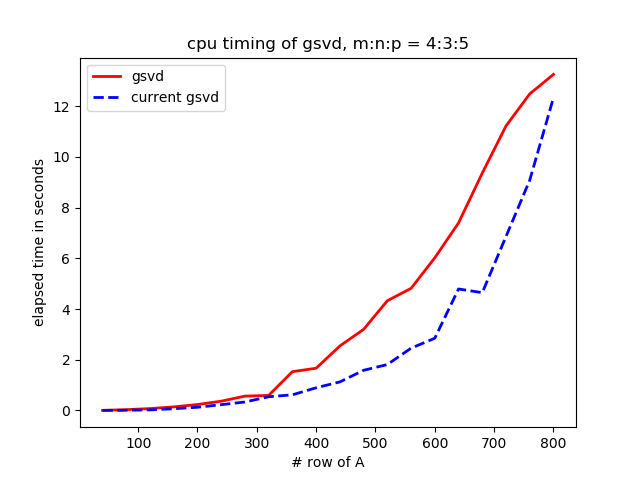 cpu timing of gsvd, m:n:p = 4:3:5
gsvd
current gsvd
elapsed time in seconds
12
10
8
6
4
2
0
100 200 300 400 500 600 700 800
# row of A